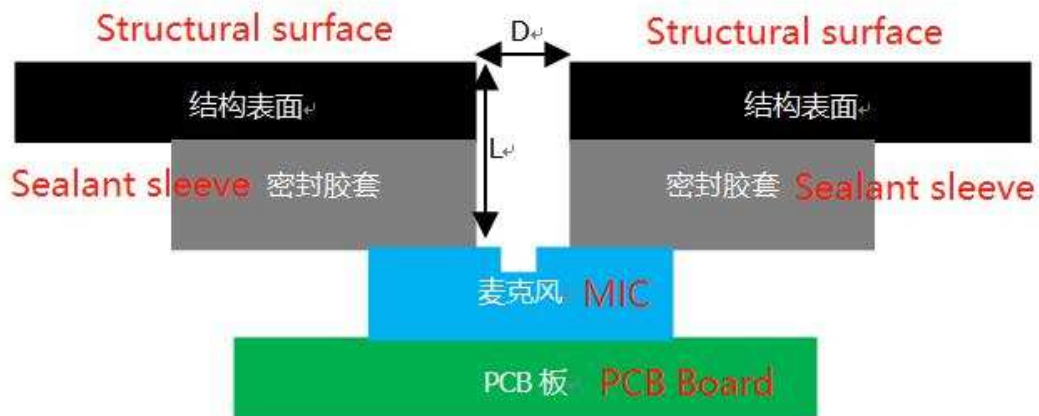 Structural surface
D
Structural surface
结构表面
结构表面
L
Sealant sleeve
密封胶套
密封胶套
Sealant sleeve
麦克风
MIC
PCB 板
PCB Board